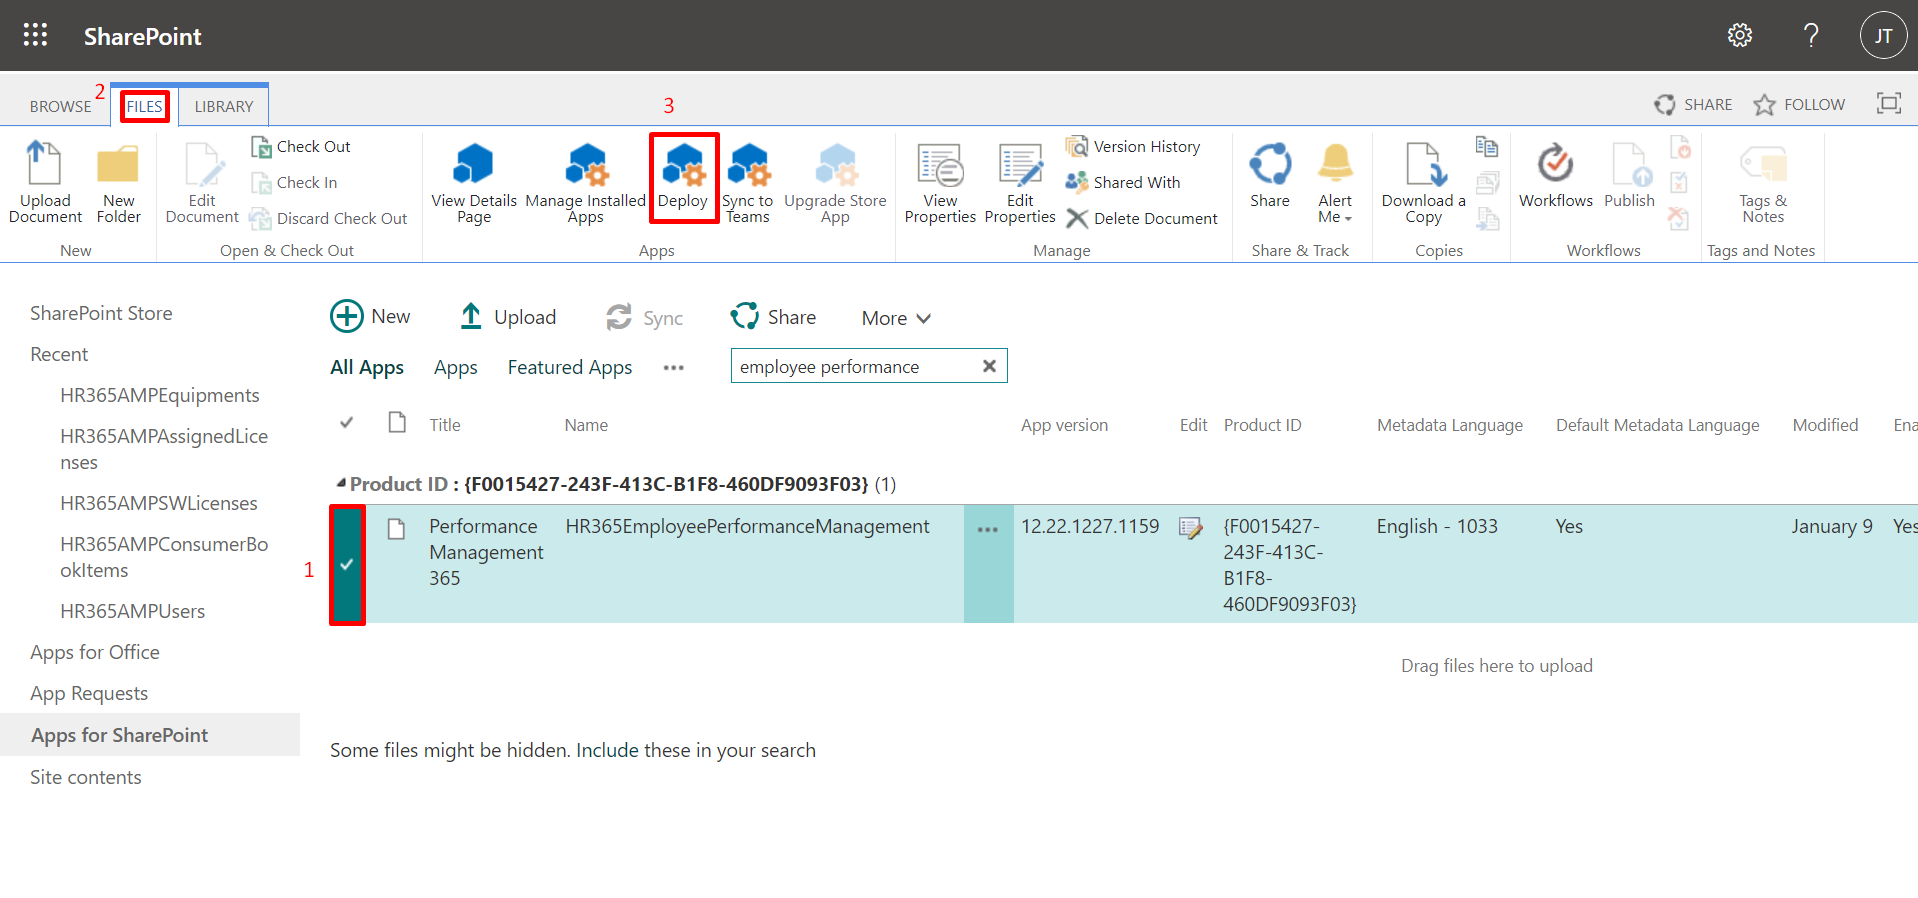 SharePoint
JT
BROWSE
2
FILES
LIBRARY
3
SHARE
FOLLOW
Upload
Document
New
Folder
New
Edit
Document
Check Out
Check In
Discard Check Out
Open & Check Out
View Details
Page
Manage Installed
Apps
Deploy
Sync to
Teams
Upgrade Store
App
Apps
View
Properties
Edit
Properties
Version History
Shared With
Delete Document
Manage
Share
Alert
Me
Share & Track
Download a
Copy
Copies
Workflows
Publish
Workflows
Tags &
Notes
Tags and Notes
SharePoint Store
Recent
HR365AMPEquipments
HR365AMPAssignedLice
nses
HR365AMPSWLicenses
HR365AMPConsumerBo
okItems
HR365AMPUsers
Apps for Office
App Requests
Apps for SharePoint
Site contents
New
Upload
Sync
Share
More
All Apps
Apps
Featured Apps
employee performance
Title
Name
App version
Edit
Product ID
Metadata Language
Default Metadata Language
Modified
Ena
Product ID : {F0015427-243F-413C-B1F8-460DF9093F03} (1)
1
Performance
Management
365
HR365EmployeePerformanceManagement
12.22.1227.1159
{F0015427-
243F-413C-
B1F8-
460DF9093F03}
English - 1033
Yes
January 9
Yes
Drag files here to upload
Some files might be hidden. Include these in your search